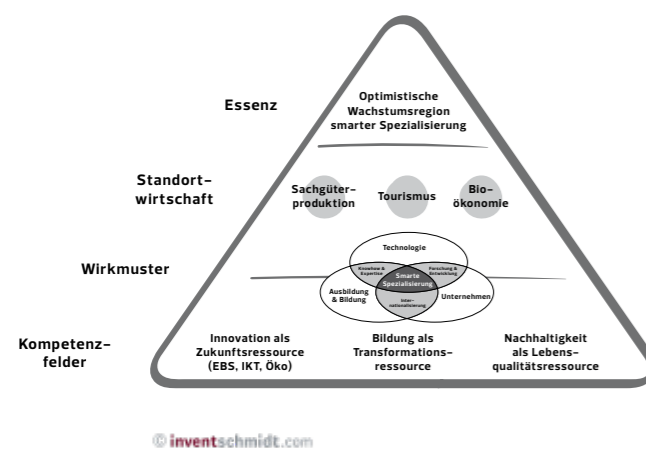 Essenz
Optimistische
Wachstumsregion
smarter Spezialisierung
Standort-
wirtschaft
Sachgüter-
produktion
Tourismus
Bio-
ökonomie
Wirkmuster
Technologie
Knowhow &
Expertise
Smarte
Spezialisierung
Forschung &
Entwicklung
Ausbildung
& Bildung
Inter-
nationalisierung
Unternehmen
Kompetenz-
felder
Innovation als
Zukunftsressource
(EBS, IKT, Öko)
Bildung als
Transformations-
ressource
Nachhaltigkeit
als Lebens-
qualitätsressource
© inventschmidt.com